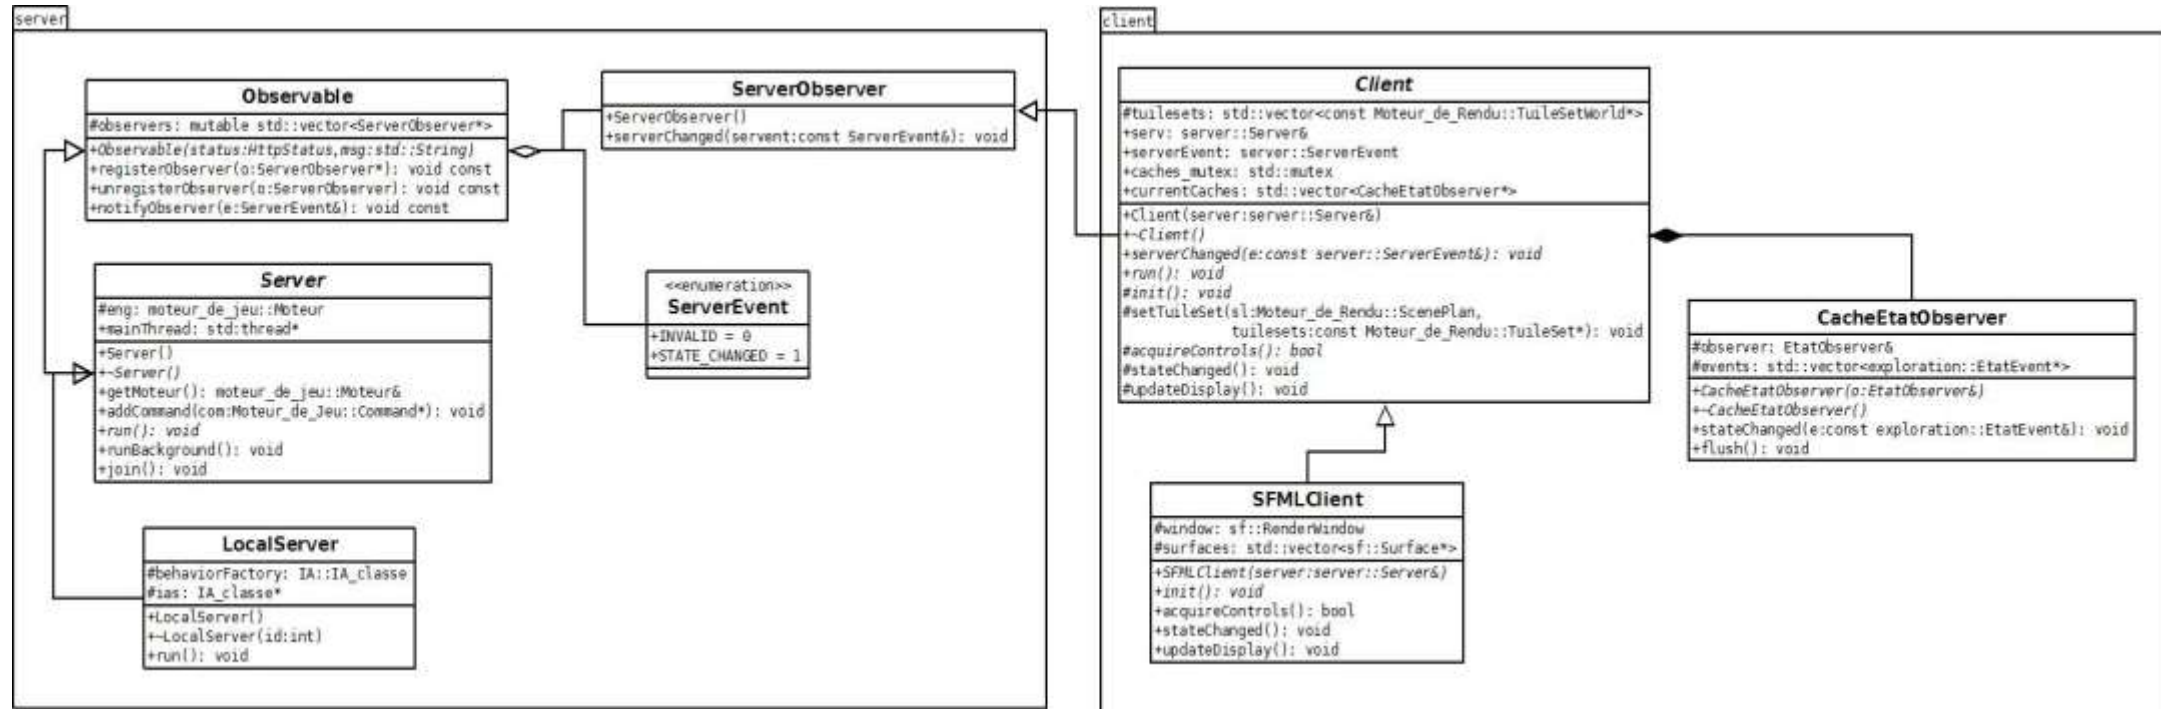 server
Observable
#observers: mutable std::vector<ServerObserver*>
+Observable(status:HttpStatus,msg:std::String)
+registerObserver(o:ServerObserver*): void const
+unregisterObserver(o:ServerObserver): void const
+notifyObserver(e:ServerEvent&): void const
ServerObserver
+ServerObserver()
+serverChanged(servent:const ServerEvent&): void
Server
#eng: moteur_de_jeu::Moteur
+mainThread: std:thread*
+Server()
+~Server()
+getMoteur(): moteur_de_jeu::Moteur&
+addCommand(com:Moteur_de_Jeu::Command*): void
+run(): void
+runBackground(): void
+join(): void
<<enumeration>>
ServerEvent
+INVALID = 0
+STATE_CHANGED = 1
LocalServer
#behaviorFactory: IA::IA_classe
#ias: IA_classe*
+LocalServer()
+~LocalServer(id:int)
+run(): void
client
Client
#tuilesets: std::vector<const Moteur_de_Rendu::TuileSetWorld*>
+serv: server::Server&
+serverEvent: server::ServerEvent
+caches_mutex: std::mutex
+currentCaches: std::vector<CacheEtatObserver*>
+Client(server:server::Server&)
+~Client()
+serverChanged(e:const server::ServerEvent&): void
+run(): void
#init(): void
#setTuileSet(sl:Moteur_de_Rendu::ScenePlan,
tuilesets:const Moteur_de_Rendu::TuileSet*): void
#acquireControls(): bool
#stateChanged(): void
#updateDisplay(): void
CacheEtatObserver
#observer: EtatObserver&
#events: std::vector<exploration::EtatEvent*>
+CacheEtatObserver(o:EtatObserver&)
+~CacheEtatObserver()
+stateChanged(e:const exploration::EtatEvent&): void
+flush(): void
SFMLClient
#window: sf::RenderWindow
#surfaces: std::vector<sf::Surface*>
+SFMLClient(server:server::Server&)
+init(): void
+acquireControls(): bool
+stateChanged(): void
+updateDisplay(): void